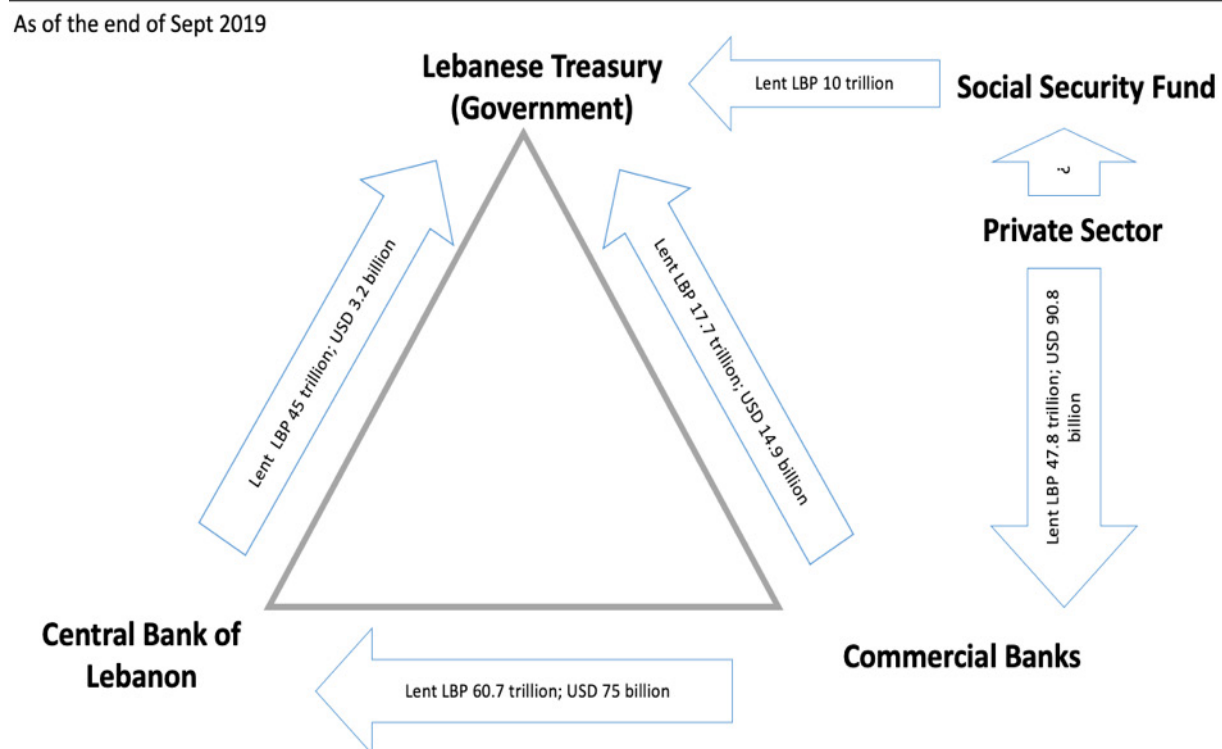 As of the end of Sept 2019
Lebanese Treasury
(Government)
Lent LBP 10 trillion
Social Security Fund
?
Private Sector
Lent LBP 45 trillion; USD 3.2 billion
Lent LBP 17.7 trillion; USD 14.9 billion
Lent LBP 47.8 trillion; USD 90.8
billion
Central Bank of
Lebanon
Lent LBP 60.7 trillion; USD 75 billion
Commercial Banks